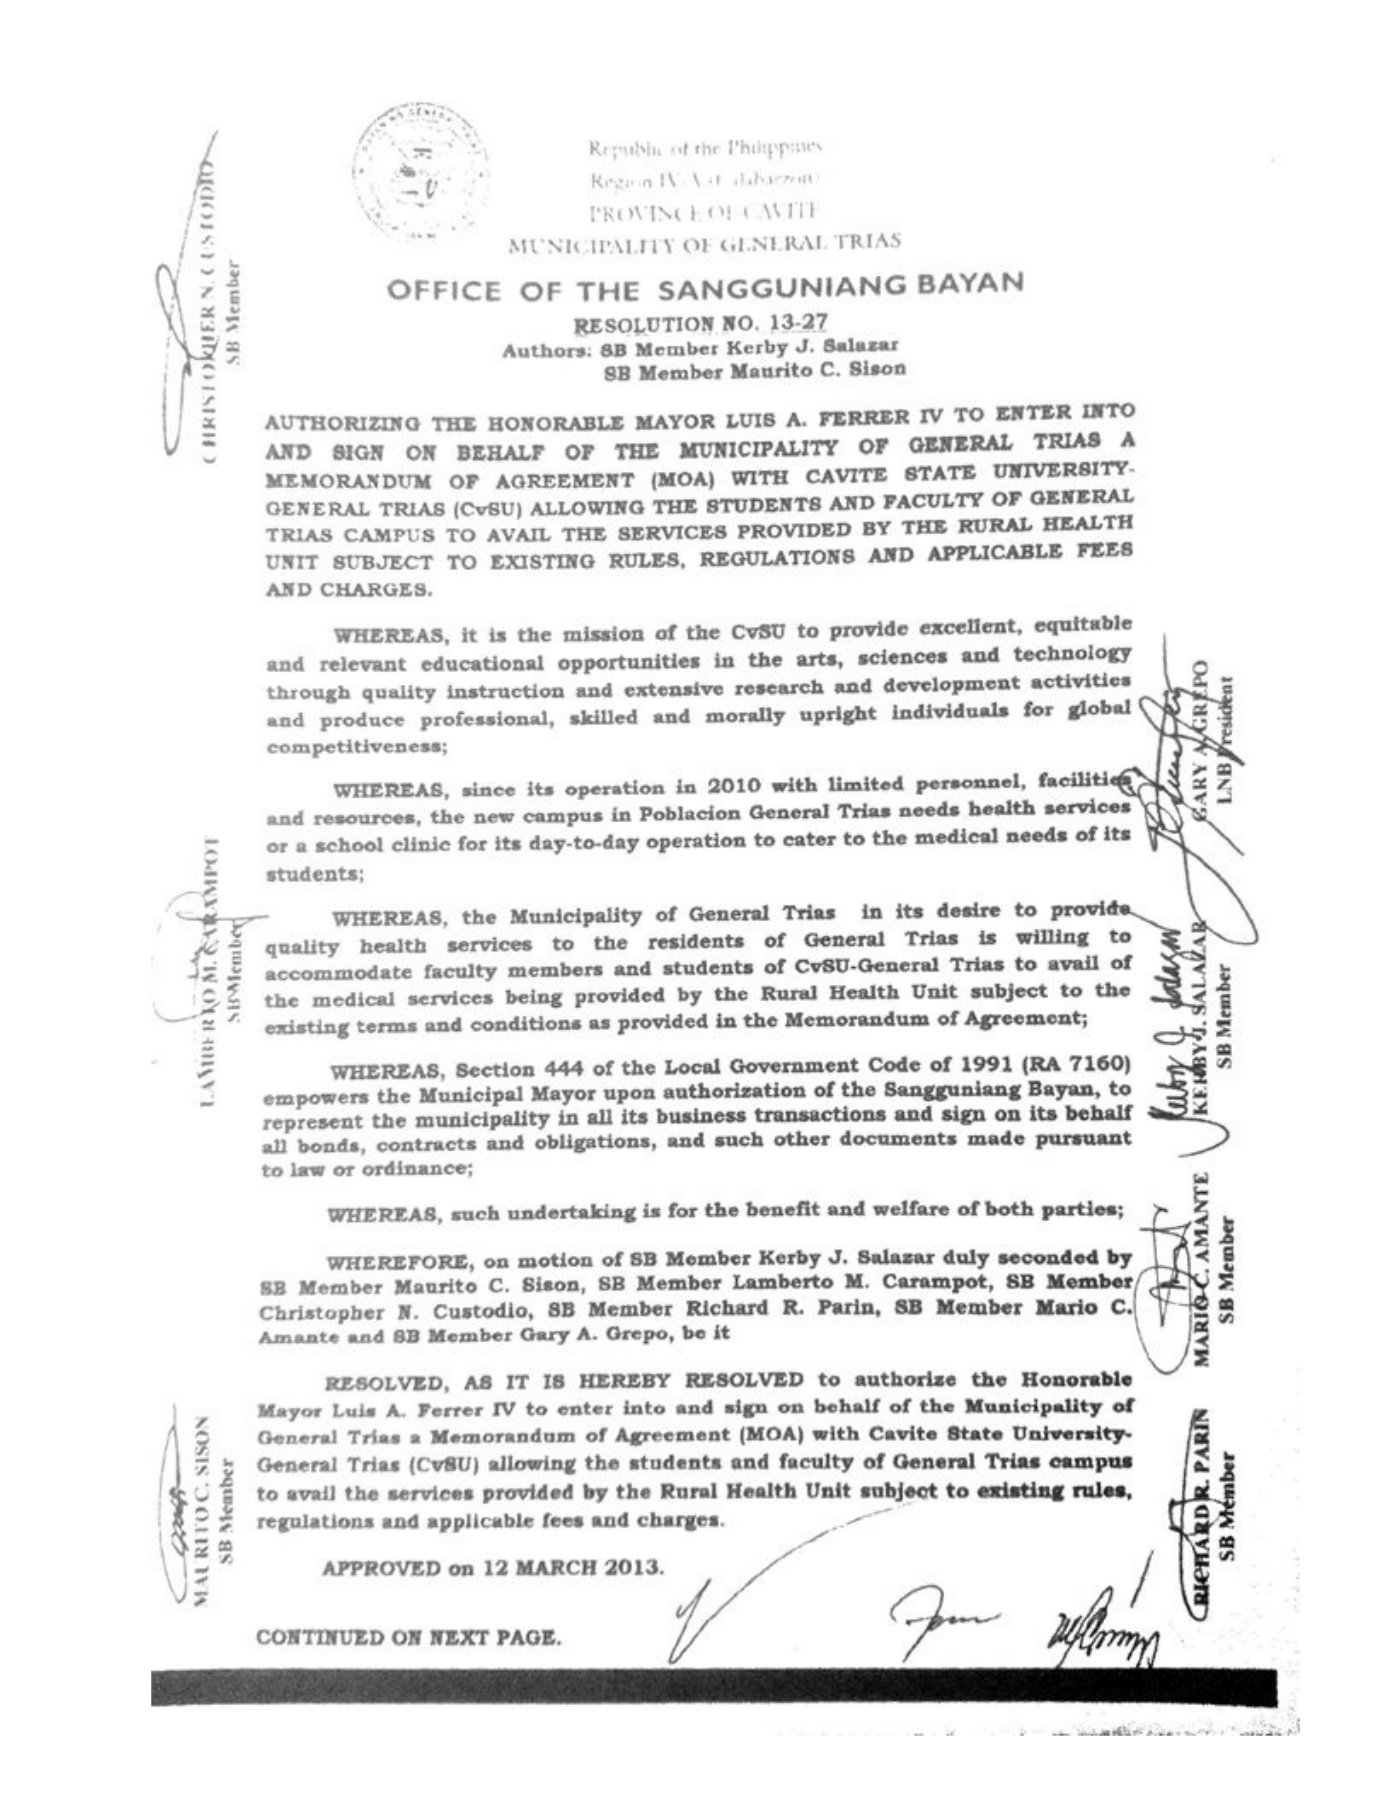 Republic of the Philippines
Region IV-A (Calabarzon)
PROVINCE OF CAVITE
MUNICIPALITY OF GENERAL TRIAS
OFFICE OF THE SANGGUNIANG BAYAN
RESOLUTION NO. 13-27
Authors: SB Member Kerby J. Salazar
SB Member Maurito C. Sison
AUTHORIZING THE HONORABLE MAYOR LUIS A. FERRER IV TO ENTER INTO
AND SIGN ON BEHALF OF THE MUNICIPALITY OF GENERAL TRIAS A
MEMORANDUM OF AGREEMENT (MOA) WITH CAVITE STATE UNIVERSITY-
GENERAL TRIAS (CvSU) ALLOWING THE STUDENTS AND FACULTY OF GENERAL
TRIAS CAMPUS TO AVAIL THE SERVICES PROVIDED BY THE RURAL HEALTH
UNIT SUBJECT TO EXISTING RULES, REGULATIONS AND APPLICABLE FEES
AND CHARGES.
WHEREAS, it is the mission of the CvSU to provide excellent, equitable
and relevant educational opportunities in the arts, sciences and technology
through quality instruction and extensive research and development activities
and produce professional, skilled and morally upright individuals for global
competitiveness;
WHEREAS, since its operation in 2010 with limited personnel, facilities
and resources, the new campus in Poblacion General Trias needs health services
or a school clinic for its day-to-day operation to cater to the medical needs of its
students;
WHEREAS, the Municipality of General Trias in its desire to provide
quality health services to the residents of General Trias is willing to
accommodate faculty members and students of CvSU-General Trias to avail of
the medical services being provided by the Rural Health Unit subject to the
existing terms and conditions as provided in the Memorandum of Agreement;
WHEREAS, Section 444 of the Local Government Code of 1991 (RA 7160)
empowers the Municipal Mayor upon authorization of the Sangguniang Bayan, to
represent the municipality in all its business transactions and sign on its behalf
all bonds, contracts and obligations, and such other documents made pursuant
to law or ordinance;
WHEREAS, such undertaking is for the benefit and welfare of both parties;
WHEREFORE, on motion of SB Member Kerby J. Salazar duly seconded by
SB Member Maurito C. Sison, SB Member Lamberto M. Carampot, SB Member
Christopher N. Custodio, SB Member Richard R. Parin, SB Member Mario C.
Amante and SB Member Gary A. Grepo, be it
RESOLVED, AS IT IS HEREBY RESOLVED to authorize the Honorable
Mayor Luis A. Ferrer IV to enter into and sign on behalf of the Municipality of
General Trias a Memorandum of Agreement (MOA) with Cavite State University-
General Trias (CvSU) allowing the students and faculty of General Trias campus
to avail the services provided by the Rural Health Unit subject to existing rules,
regulations and applicable fees and charges.
APPROVED on 12 MARCH 2013.
CONTINUED ON NEXT PAGE.
CHRISTOPHER N. CUSTODIO
SB Member
LAMBERTO M. CARAMPOT
SB Member
MAURITO C. SISON
SB Member
GARY A. GREPO
LNB President
KERBY J. SALAZAR
SB Member
MARIO C. AMANTE
SB Member
RICHARD R. PARIN
SB Member